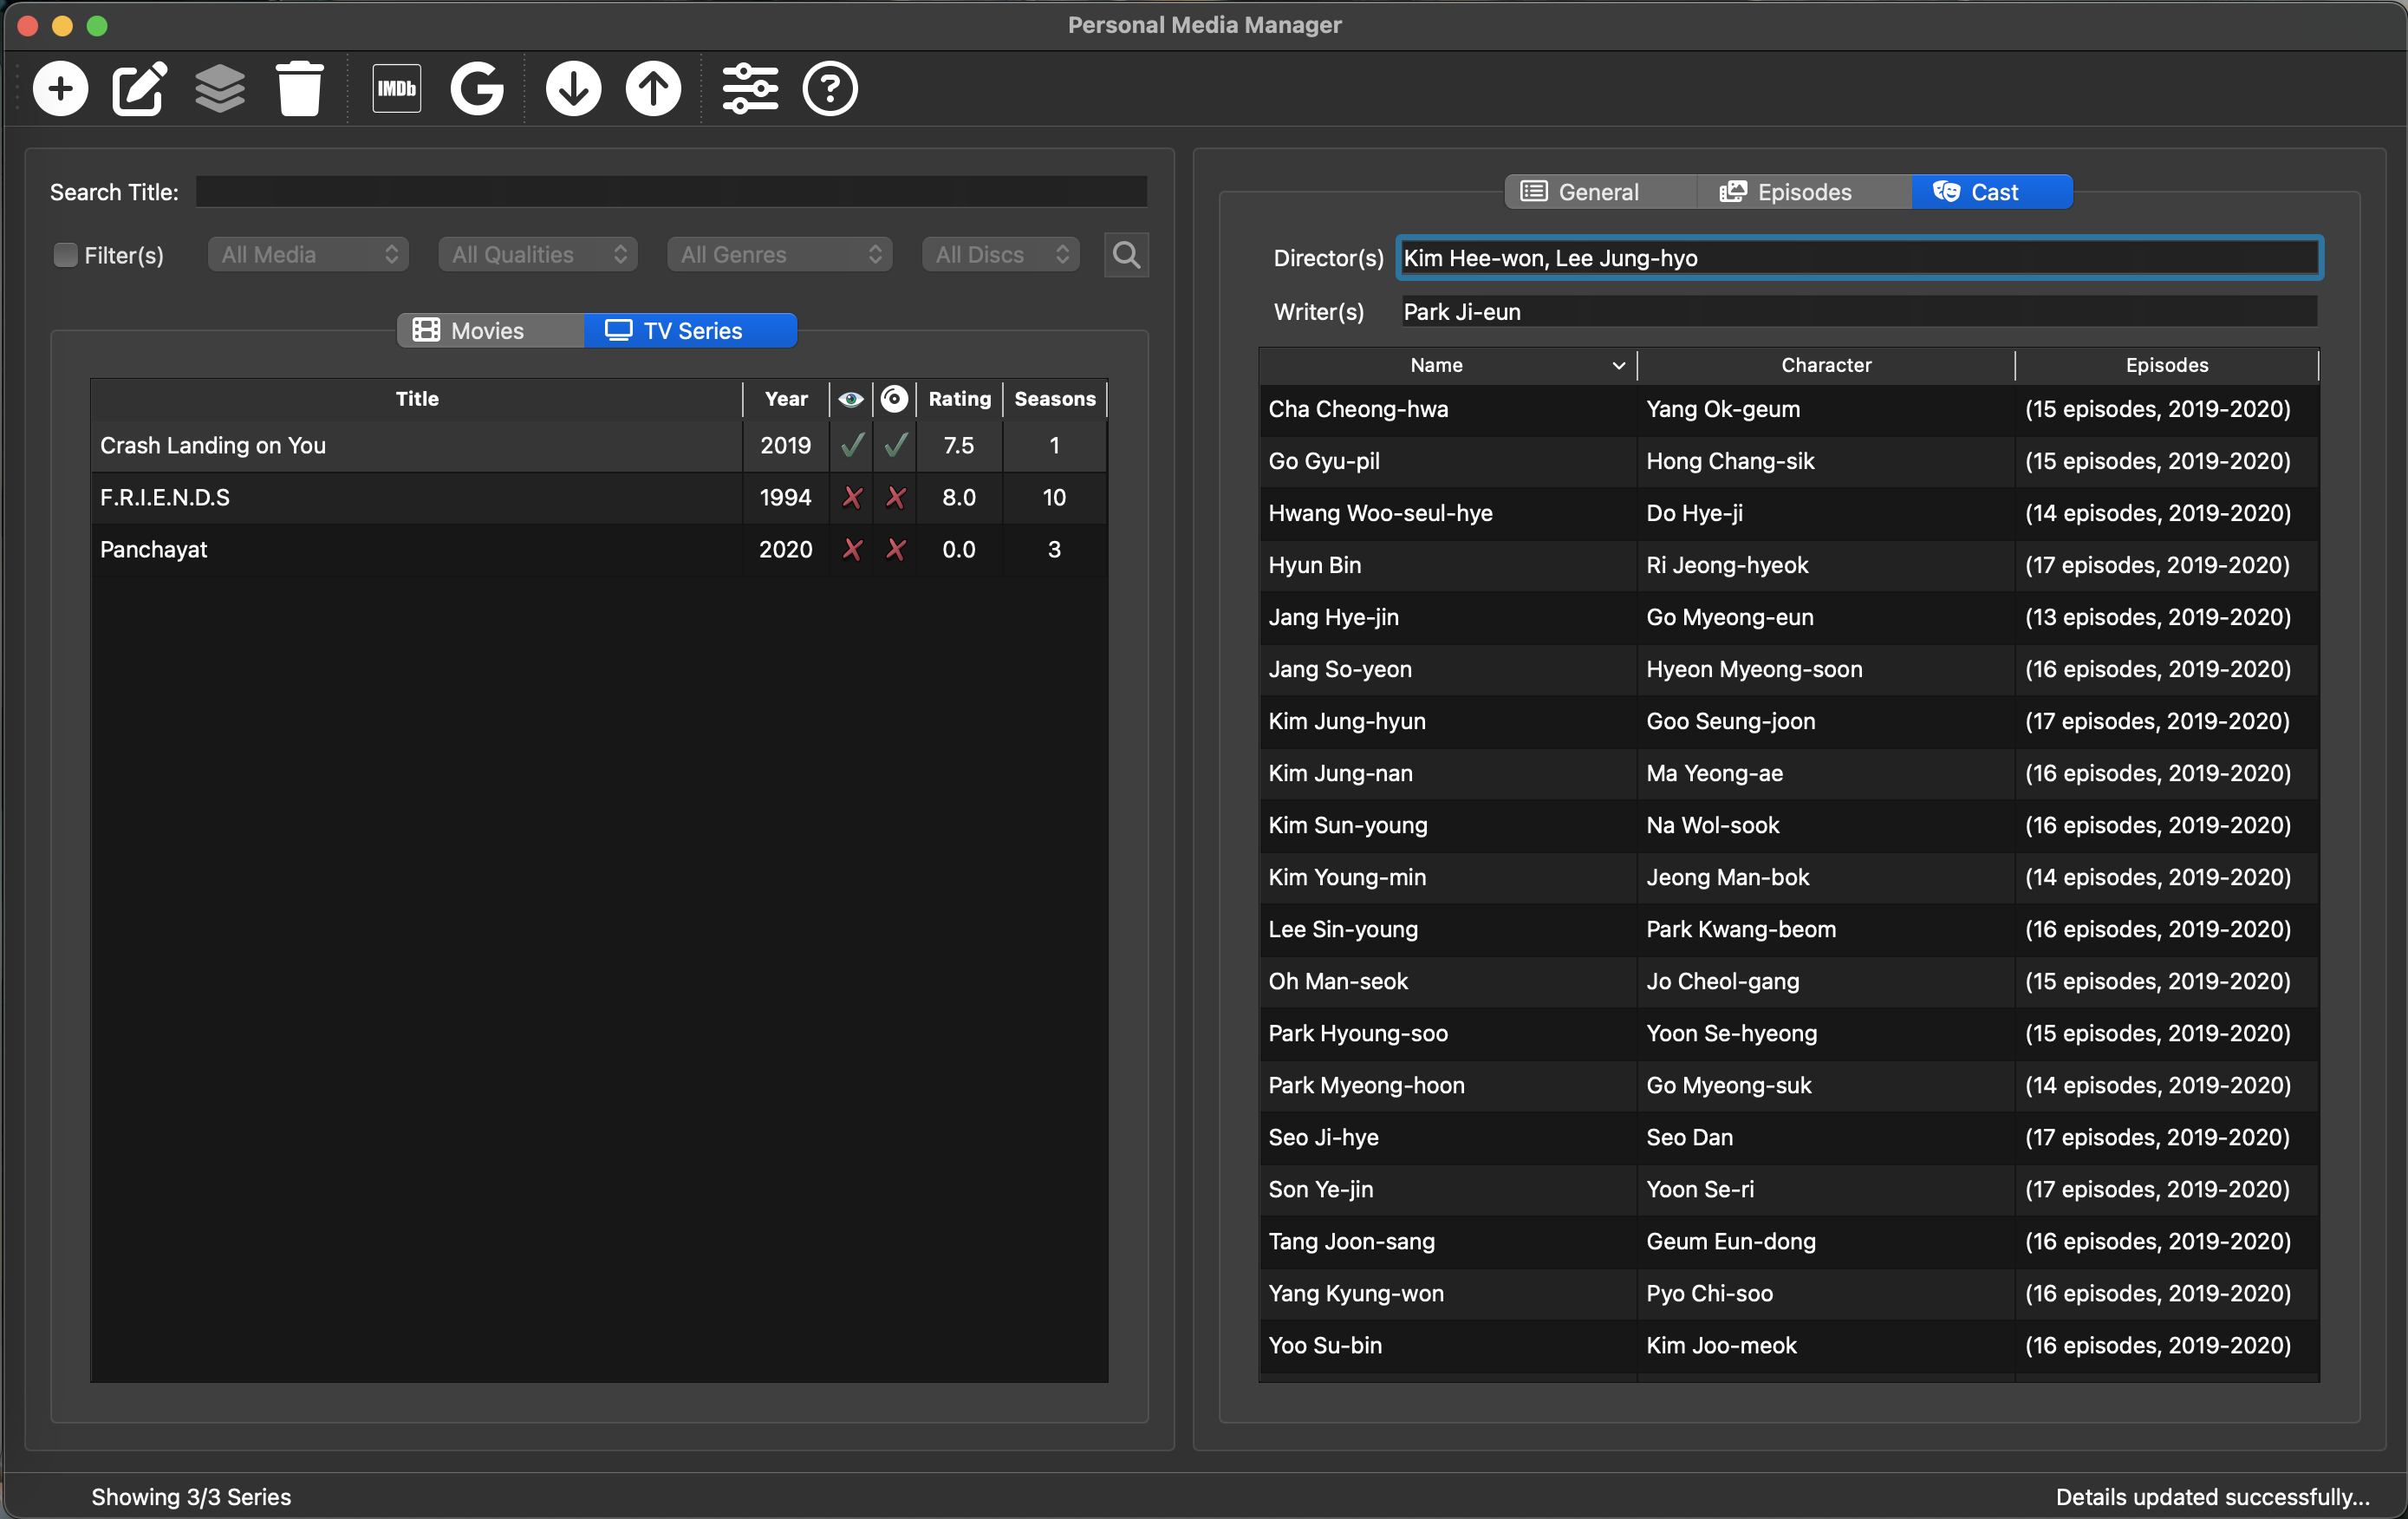 Personal Media Manager
IMDb
Search Title:
Filter(s) All Media All Qualities All Genres All Discs
Movies TV Series
Title Year Rating Seasons
Crash Landing on You 2019 7.5 1
F.R.I.E.N.D.S 1994 8.0 10
Panchayat 2020 0.0 3
General Episodes Cast
Director(s) Kim Hee-won, Lee Jung-hyo
Writer(s) Park Ji-eun
Name Character Episodes
Cha Cheong-hwa Yang Ok-geum (15 episodes, 2019-2020)
Go Gyu-pil Hong Chang-sik (15 episodes, 2019-2020)
Hwang Woo-seul-hye Do Hye-ji (14 episodes, 2019-2020)
Hyun Bin Ri Jeong-hyeok (17 episodes, 2019-2020)
Jang Hye-jin Go Myeong-eun (13 episodes, 2019-2020)
Jang So-yeon Hyeon Myeong-soon (16 episodes, 2019-2020)
Kim Jung-hyun Goo Seung-joon (17 episodes, 2019-2020)
Kim Jung-nan Ma Yeong-ae (16 episodes, 2019-2020)
Kim Sun-young Na Wol-sook (16 episodes, 2019-2020)
Kim Young-min Jeong Man-bok (14 episodes, 2019-2020)
Lee Sin-young Park Kwang-beom (16 episodes, 2019-2020)
Oh Man-seok Jo Cheol-gang (15 episodes, 2019-2020)
Park Hyoung-soo Yoon Se-hyeong (15 episodes, 2019-2020)
Park Myeong-hoon Go Myeong-suk (14 episodes, 2019-2020)
Seo Ji-hye Seo Dan (17 episodes, 2019-2020)
Son Ye-jin Yoon Se-ri (17 episodes, 2019-2020)
Tang Joon-sang Geum Eun-dong (16 episodes, 2019-2020)
Yang Kyung-won Pyo Chi-soo (16 episodes, 2019-2020)
Yoo Su-bin Kim Joo-meok (16 episodes, 2019-2020)
Showing 3/3 Series
Details updated successfully...